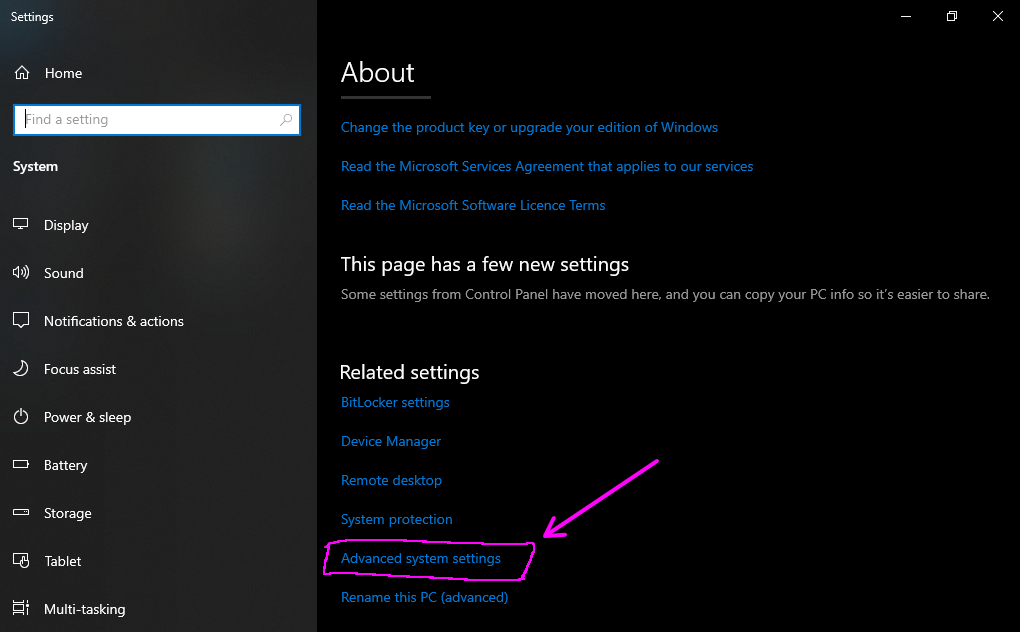 Settings
Home
Find a setting
System
Display
Sound
Notifications & actions
Focus assist
Power & sleep
Battery
Storage
Tablet
Multi-tasking
About
Change the product key or upgrade your edition of Windows
Read the Microsoft Services Agreement that applies to our services
Read the Microsoft Software Licence Terms
This page has a few new settings
Some settings from Control Panel have moved here, and you can copy your PC info so it’s easier to share.
Related settings
BitLocker settings
Device Manager
Remote desktop
System protection
Advanced system settings
Rename this PC (advanced)